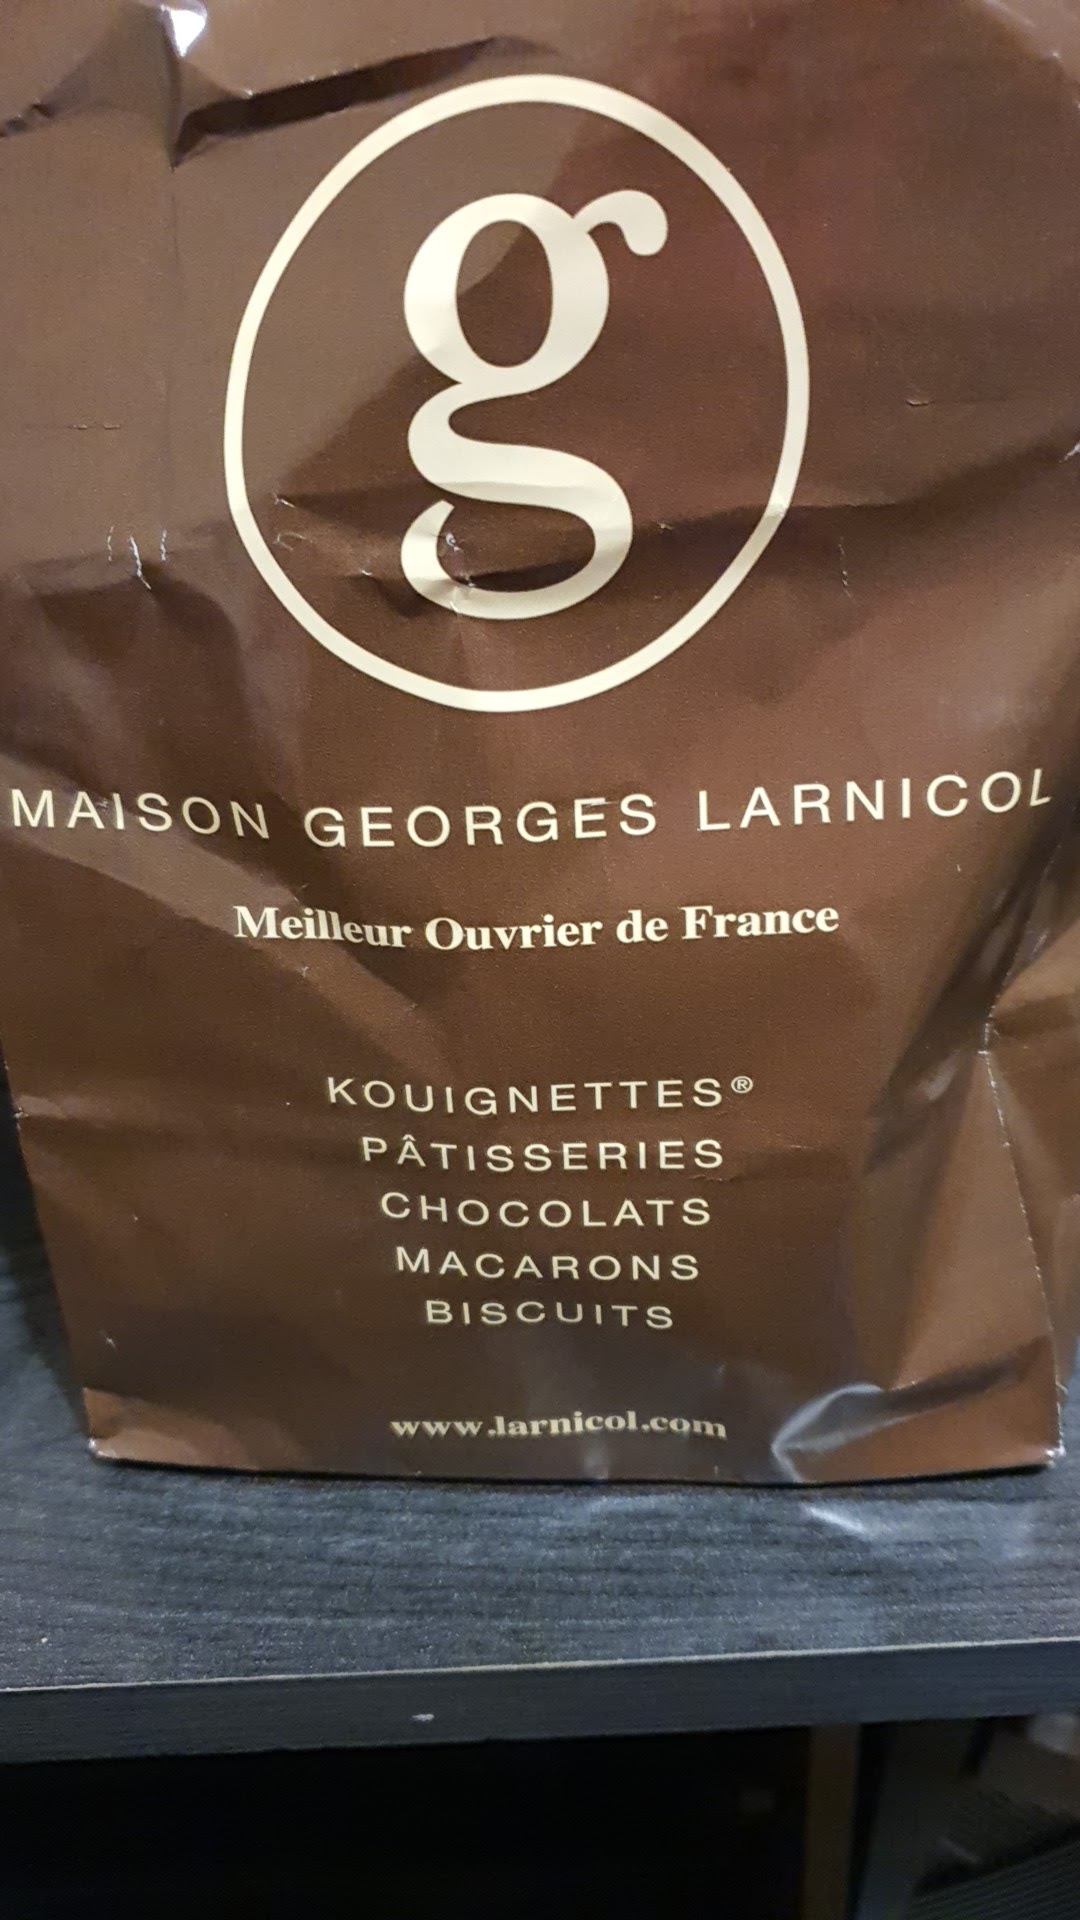 g
MAISON GEORGES LARNICOL
Meilleur Ouvrier de France
KOUIGNETTES®
PÂTISSERIES
CHOCOLATS
MACARONS
BISCUITS
www.larnicol.com